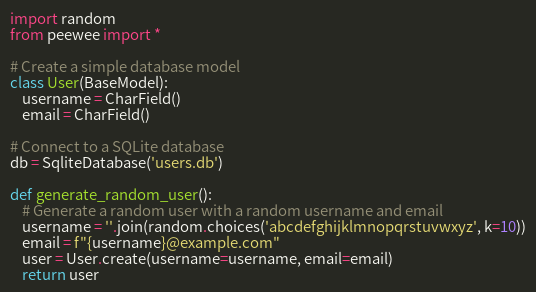 import random
from peewee import *

# Create a simple database model
class User(BaseModel):
    username = CharField()
    email = CharField()

# Connect to a SQLite database
db = SqliteDatabase('users.db')

def generate_random_user():
    # Generate a random user with a random username and email
    username = ''.join(random.choices('abcdefghijklmnopqrstuvwxyz', k=10))
    email = f"{username}@example.com"
    user = User.create(username=username, email=email)
    return user